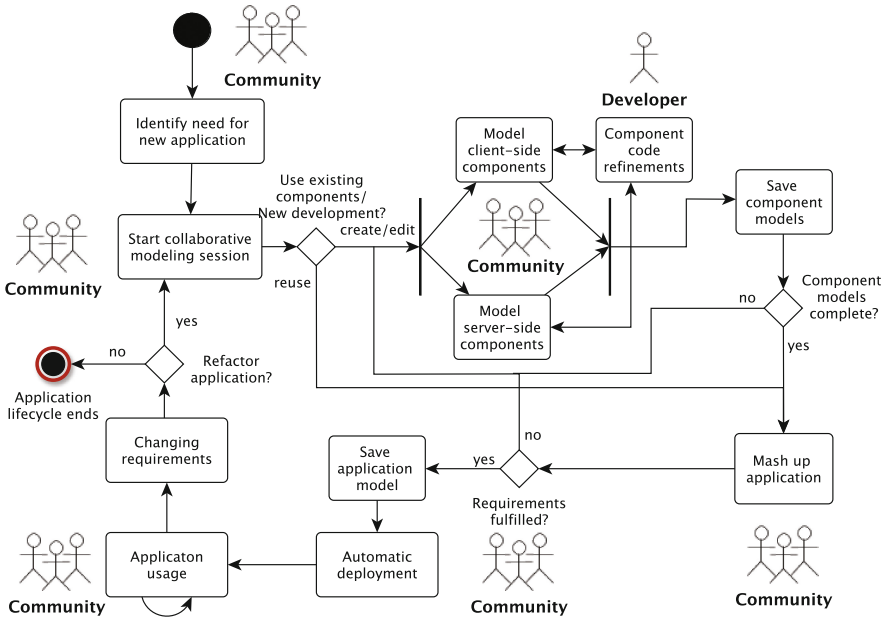 Community
Identify need for
new application
Community
Start collaborative
modeling session
Use existing
components/
New development?
create/edit
reuse
Model
client-side
components
Community
Model
server-side
components
Developer
Component
code
refinements
Save
component
models
Component
models
complete?
no
yes
Mash up
application
Community
no
yes
Requirements
fulfilled?
Community
Save
application
model
Automatic
deployment
Applicaton
usage
Community
Changing
requirements
Refactor
application?
yes
no
Application
lifecycle ends